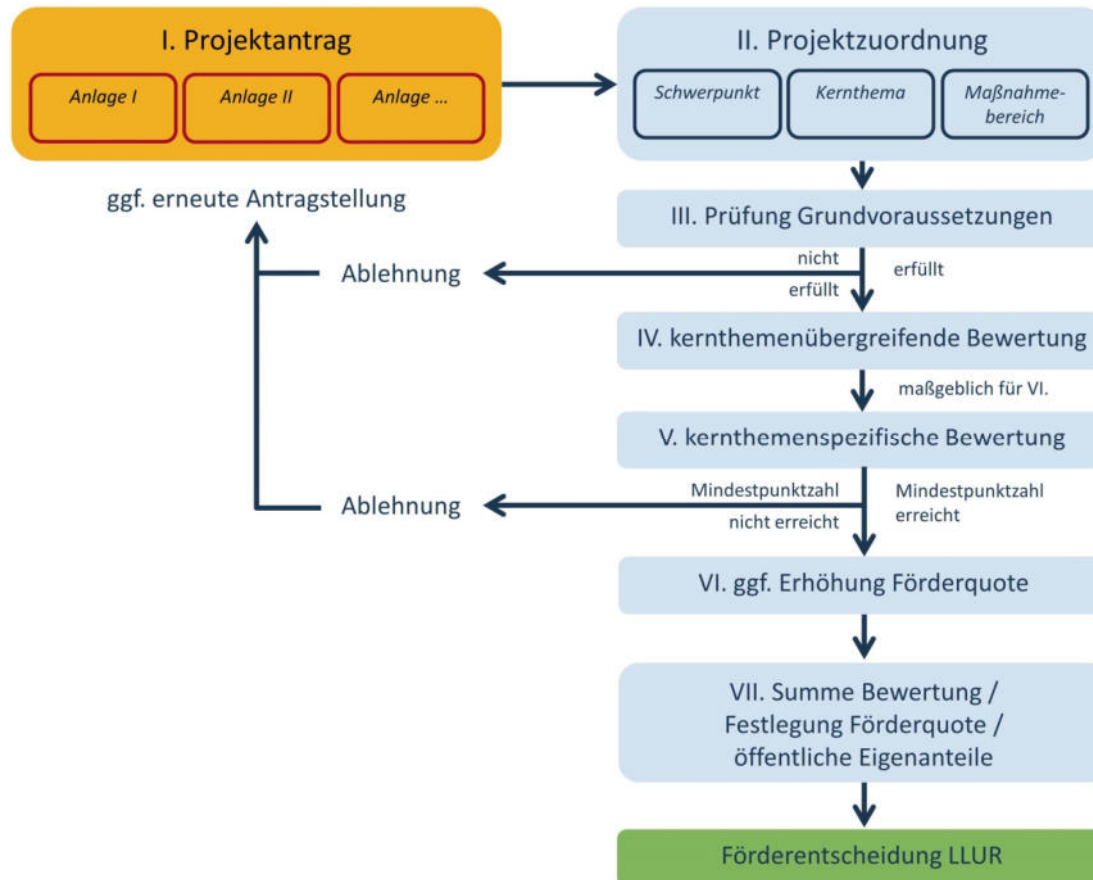 I. Projektantrag
Anlage I
Anlage II
Anlage ...
II. Projektzuordnung
Schwerpunkt
Kernthema
Maßnahme-
bereich
ggf. erneute Antragstellung
III. Prüfung Grundvoraussetzungen
nicht
erfüllt
erfüllt
Ablehnung
IV. kernthemenübergreifende Bewertung
maßgeblich für VI.
V. kernthemenspezifische Bewertung
Mindestpunktzahl
nicht erreicht
Mindestpunktzahl
erreicht
Ablehnung
VI. ggf. Erhöhung Förderquote
VII. Summe Bewertung /
Festlegung Förderquote /
öffentliche Eigenanteile
Förderentscheidung LLUR